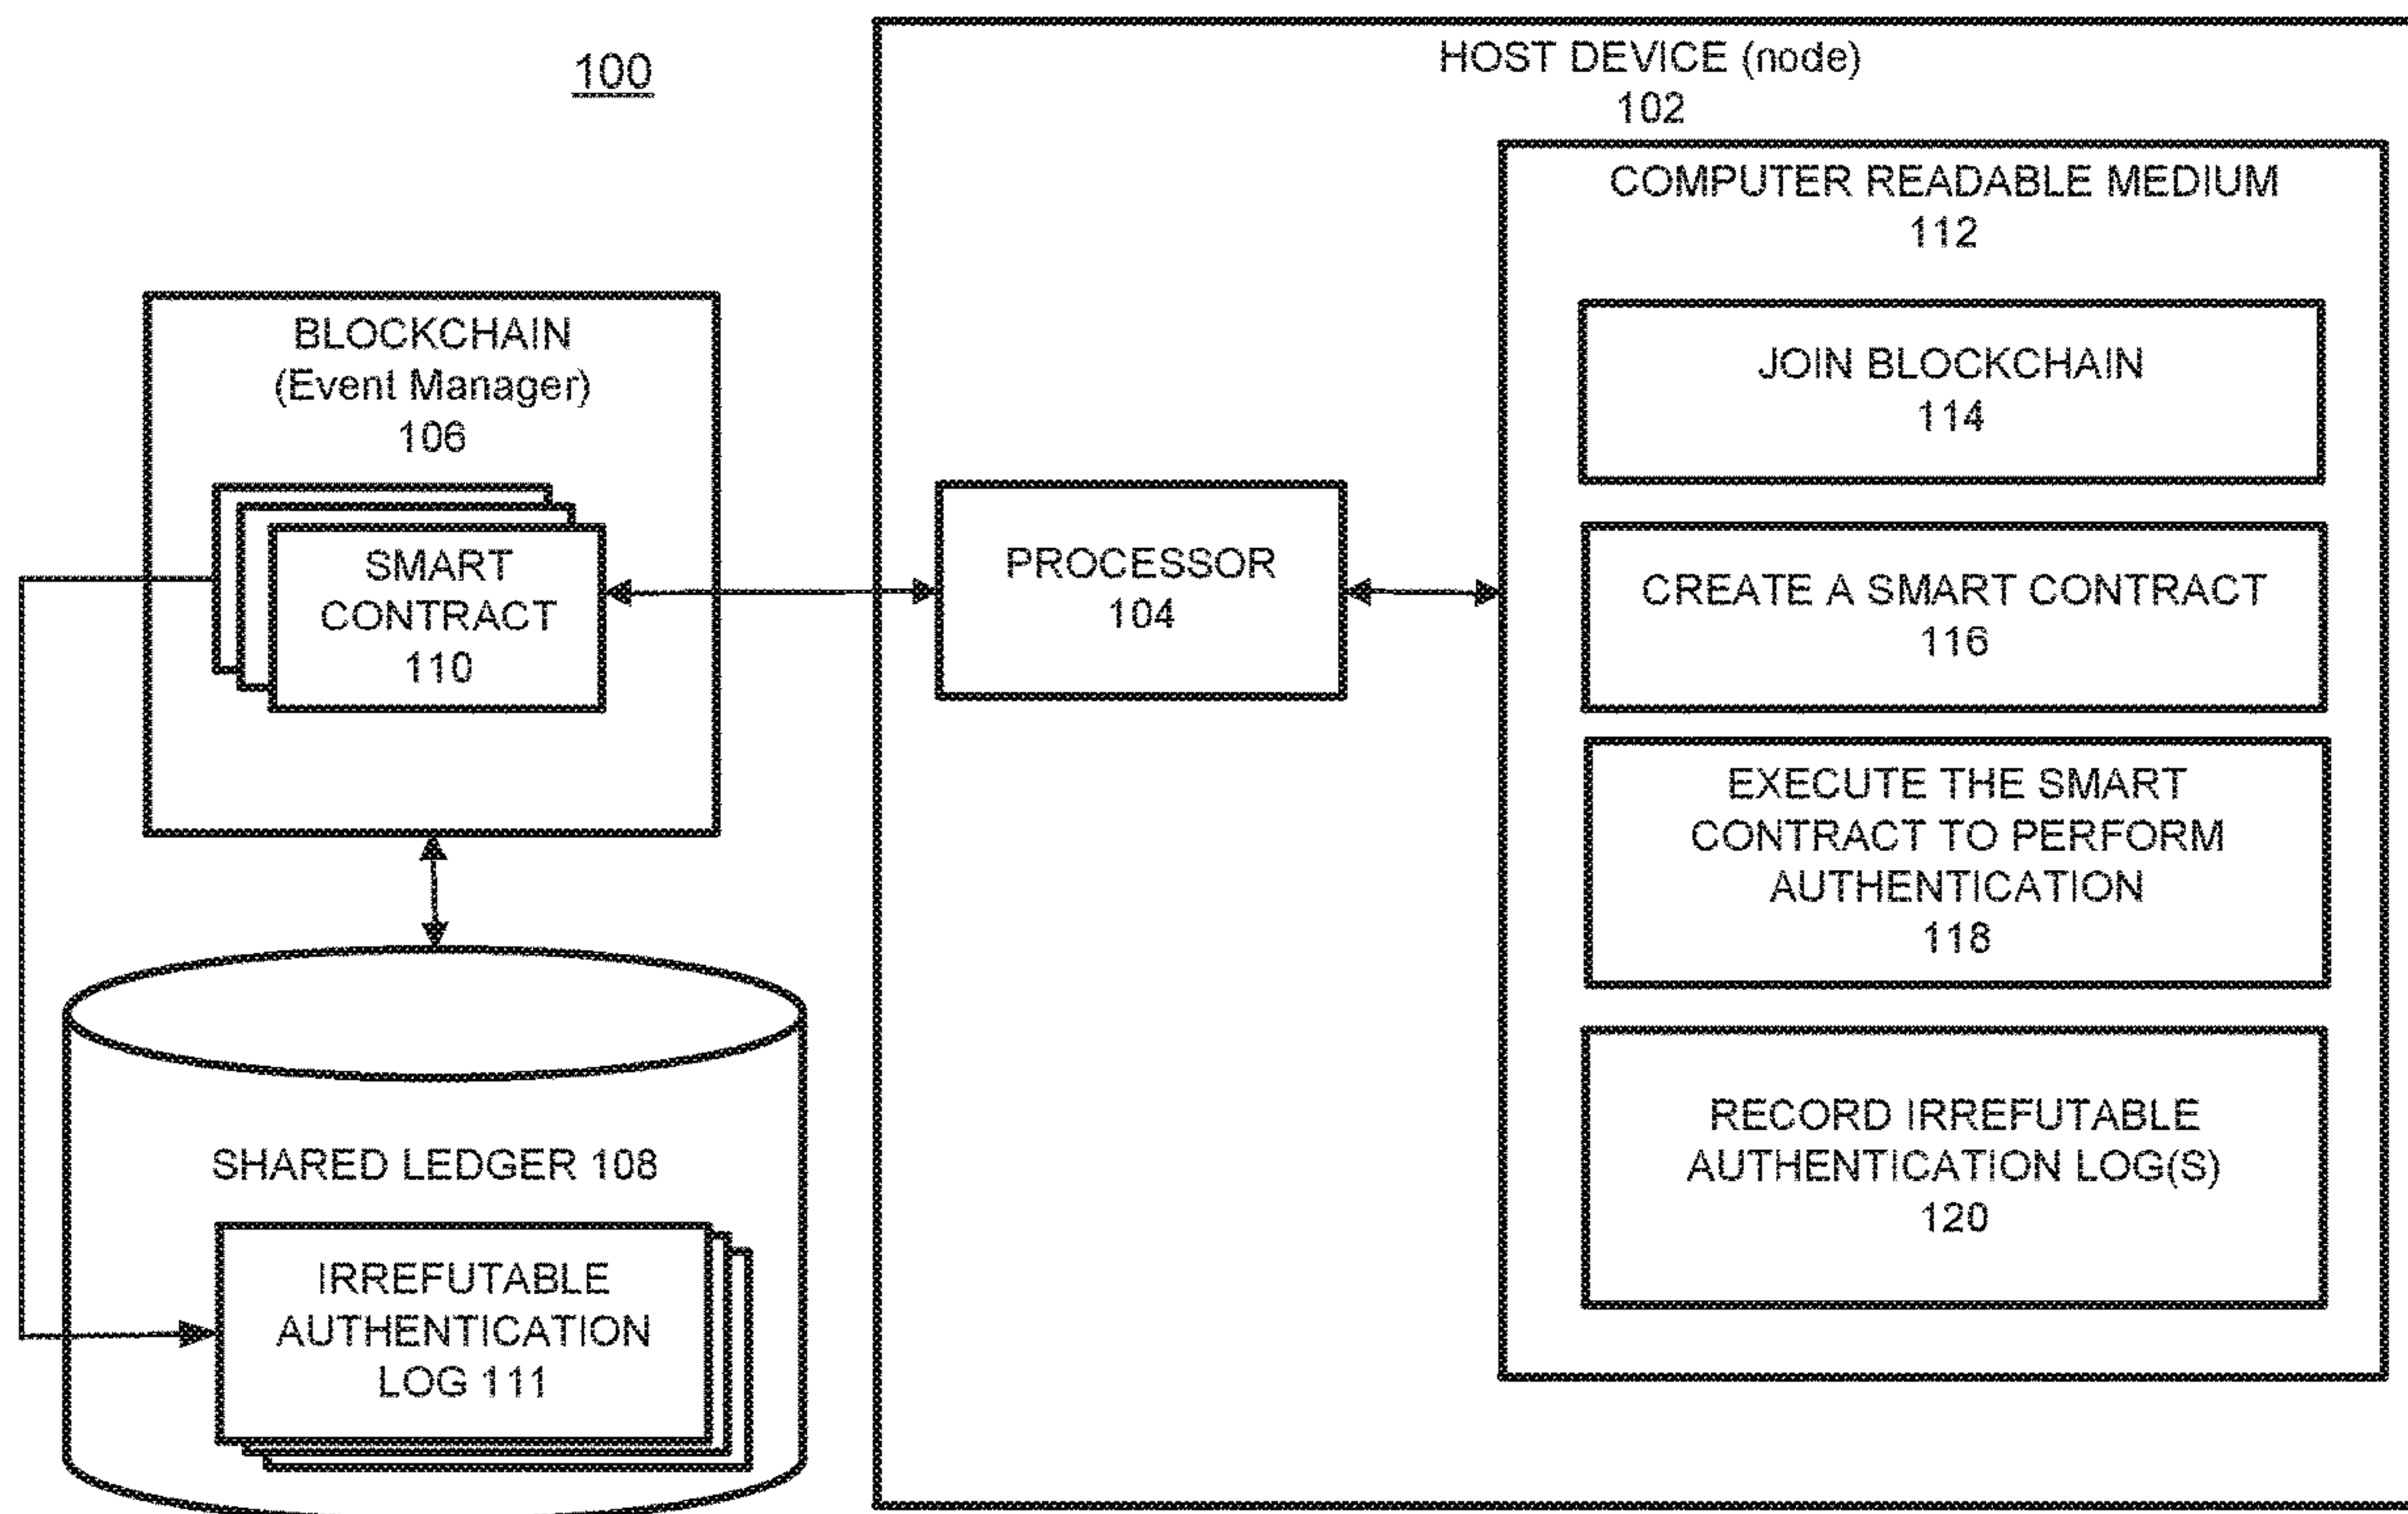 100
HOST DEVICE (node)
102
COMPUTER READABLE MEDIUM
112
BLOCKCHAIN
(Event Manager)
106
SMART
CONTRACT
110
PROCESSOR
104
JOIN BLOCKCHAIN
114
CREATE A SMART CONTRACT
116
EXECUTE THE SMART
CONTRACT TO PERFORM
AUTHENTICATION
118
RECORD IRREFUTABLE
AUTHENTICATION LOG(S)
120
SHARED LEDGER 108
IRREFUTABLE
AUTHENTICATION
LOG 111